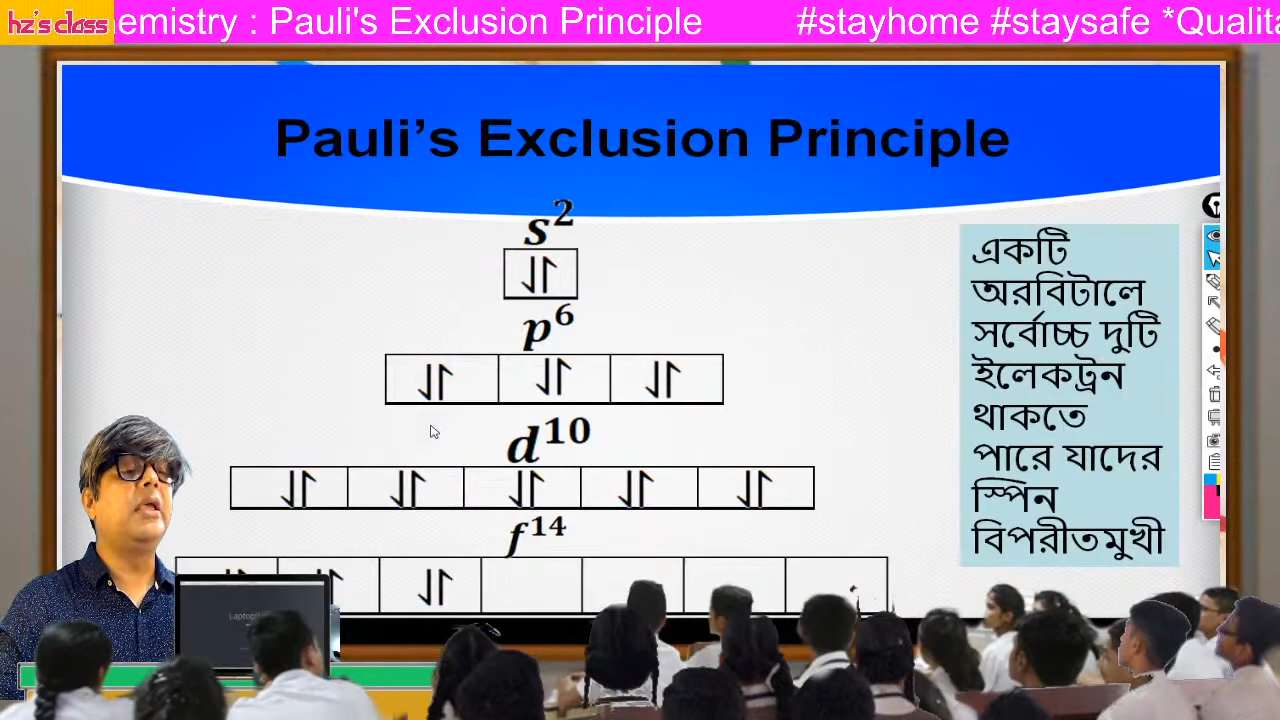 hz's class
emistry : Pauli's Exclusion Principle #stayhome #staysafe *Qualita
Pauli’s Exclusion Principle
s²
⇃↾
p⁶
⇃↾ ⇃↾ ⇃↾
d¹⁰
⇃↾ ⇃↾ ⇃↾ ⇃↾ ⇃↾
f¹⁴
⇃↾ ⇃↾ ⇃↾
একটি
অরবিটালে
সর্বোচ্চ দুটি
ইলেকট্রন
থাকতে
পারে যাদের
স্পিন
বিপরীতমুখী